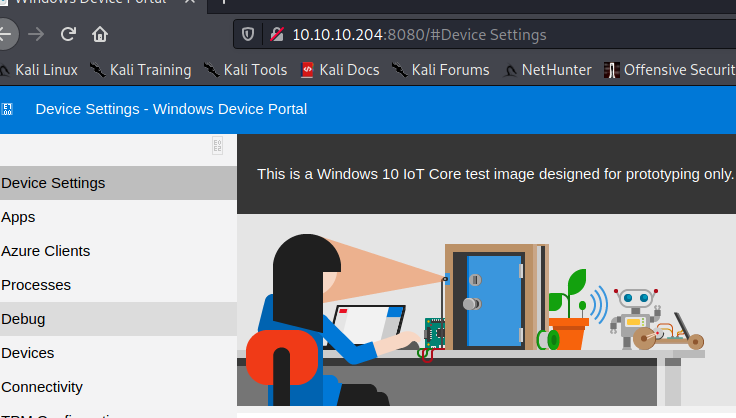 Windows Device Portal
10.10.10.204:8080/#Device Settings
Kali Linux Kali Training Kali Tools Kali Docs Kali Forums NetHunter Offensive Securit
Device Settings - Windows Device Portal
This is a Windows 10 IoT Core test image designed for prototyping only.
Device Settings
Apps
Azure Clients
Processes
Debug
Devices
Connectivity